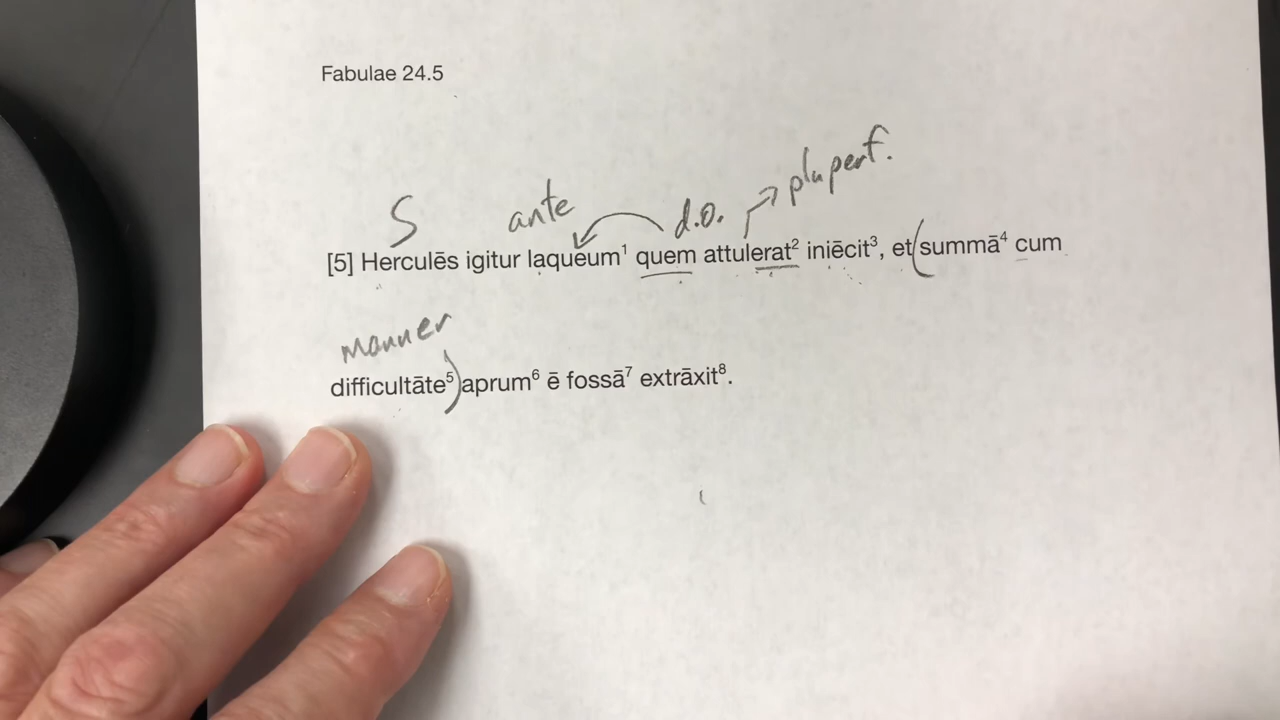 Fabulae 24.5
S ante d.o. pluperf.
[5] Herculēs igitur laqueum¹ quem attulerat² iniēcit³, et (summā⁴ cum
manner
difficultāte⁵) aprum⁶ ē fossā⁷ extrāxit⁸.